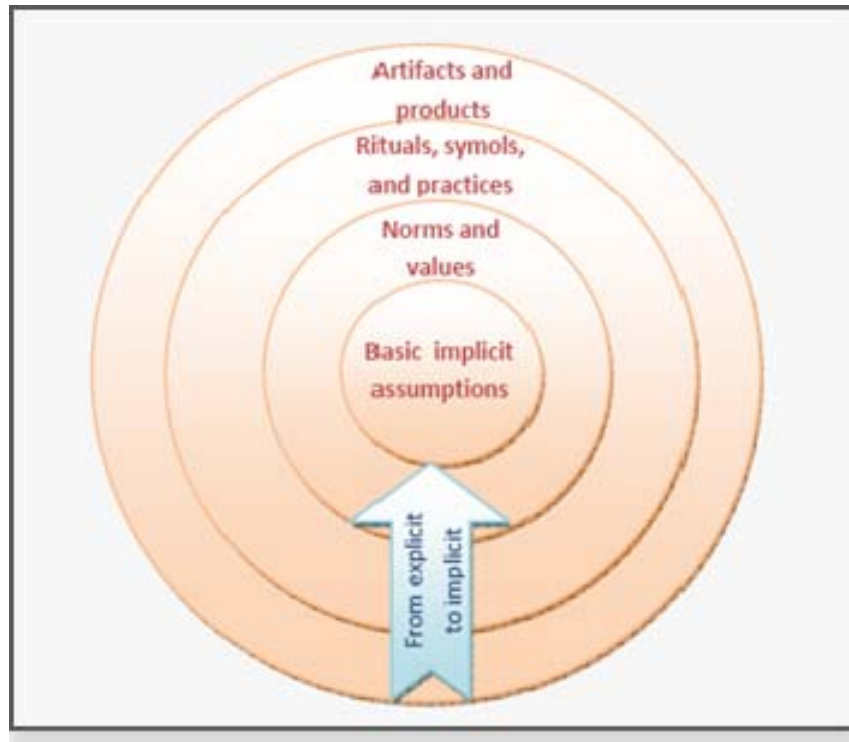 Artifacts and
products
Rituals, symols,
and practices
Norms and
values
Basic implicit
assumptions
From explicit
to implicit